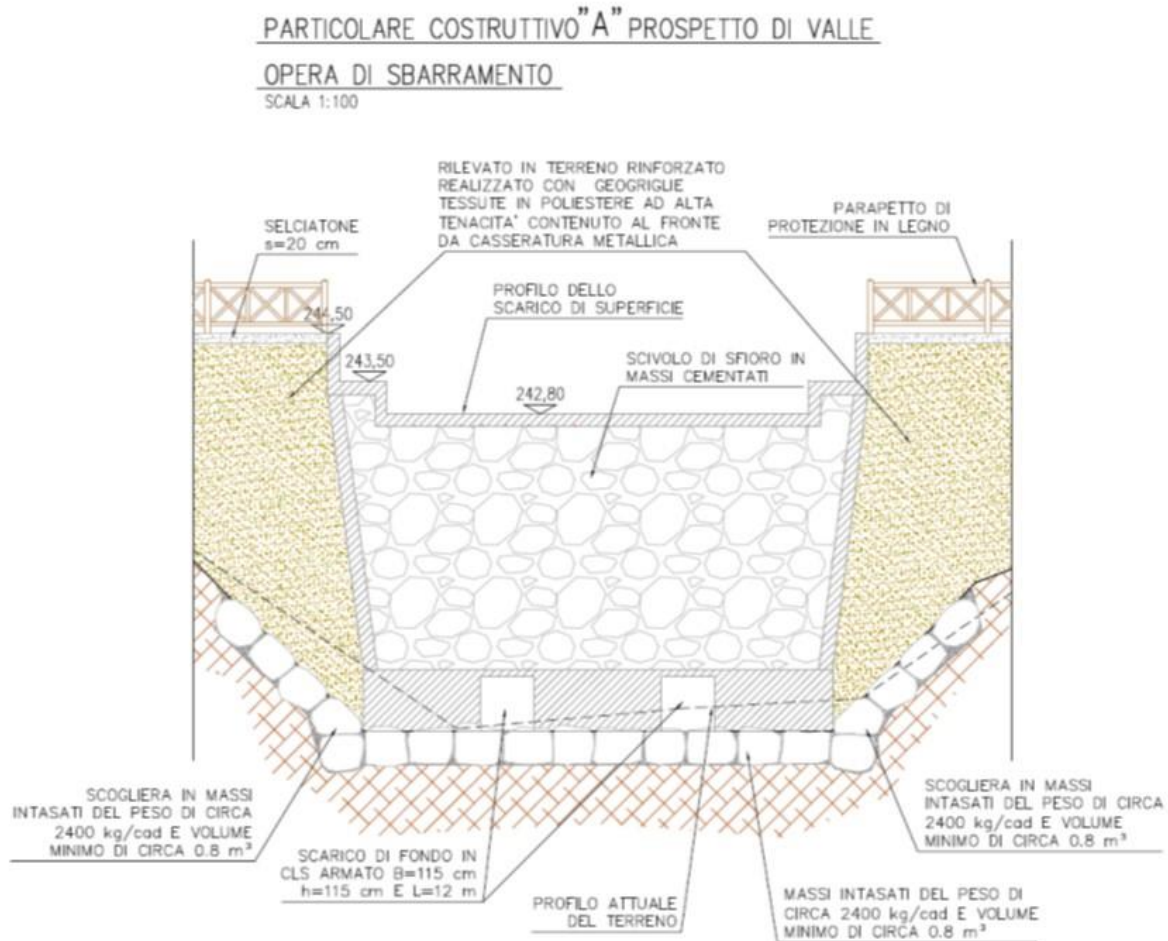 PARTICOLARE COSTRUTTIVO"A" PROSPETTO DI VALLE
OPERA DI SBARRAMENTO
SCALA 1:100
RILEVATO IN TERRENO RINFORZATO
REALIZZATO CON GEOGRIGLIE
TESSUTE IN POLIESTERE AD ALTA
TENACITA' CONTENUTO AL FRONTE
DA CASSERATURA METALLICA
SELCIATONE
s=20 cm
PARAPETTO DI
PROTEZIONE IN LEGNO
PROFILO DELLO
SCARICO DI SUPERFICIE
244,50
243,50
242,80
SCIVOLO DI SFIORO IN
MASSI CEMENTATI
SCOGLIERA IN MASSI
INTASATI DEL PESO DI CIRCA
2400 kg/cad E VOLUME
MINIMO DI CIRCA 0.8 m³
SCARICO DI FONDO IN
CLS ARMATO B=115 cm
h=115 cm E L=12 m
PROFILO ATTUALE
DEL TERRENO
MASSI INTASATI DEL PESO DI
CIRCA 2400 kg/cad E VOLUME
MINIMO DI CIRCA 0.8 m³
SCOGLIERA IN MASSI
INTASATI DEL PESO DI CIRCA
2400 kg/cad E VOLUME
MINIMO DI CIRCA 0.8 m³